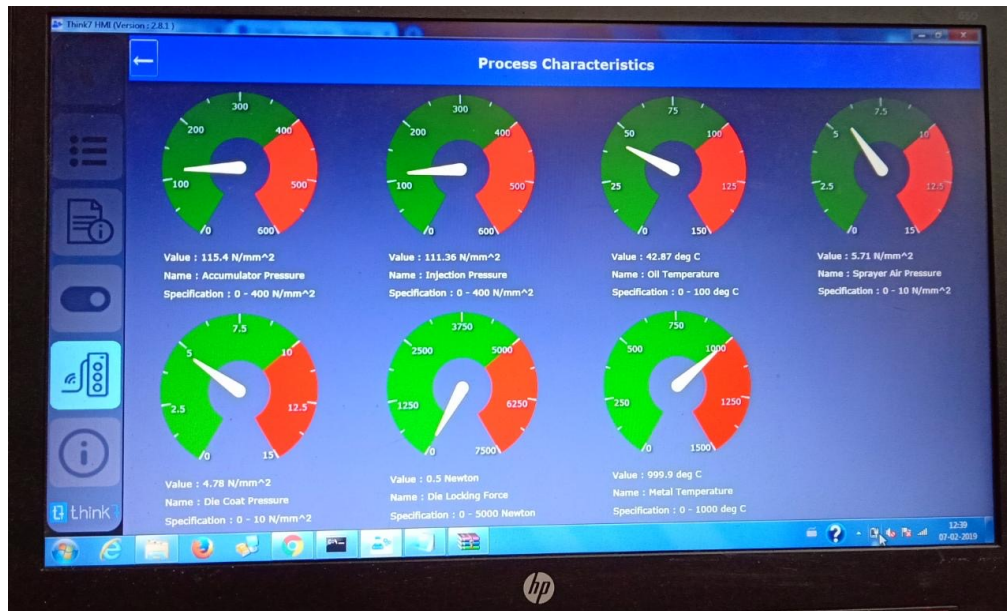 Think7 HMI (Version : 2.8.1 )
Process Characteristics
0
100
200
300
400
500
600
Value : 115.4 N/mm^2
Name : Accumulator Pressure
Specification : 0 - 400 N/mm^2
0
100
200
300
400
500
600
Value : 111.36 N/mm^2
Name : Injection Pressure
Specification : 0 - 400 N/mm^2
0
25
50
75
100
125
150
Value : 42.87 deg C
Name : Oil Temperature
Specification : 0 - 100 deg C
0
2.5
5
7.5
10
12.5
15
Value : 5.71 N/mm^2
Name : Sprayer Air Pressure
Specification : 0 - 10 N/mm^2
0
2.5
5
7.5
10
12.5
15
Value : 4.78 N/mm^2
Name : Die Coat Pressure
Specification : 0 - 10 N/mm^2
0
1250
2500
3750
5000
6250
7500
Value : 0.5 Newton
Name : Die Locking Force
Specification : 0 - 5000 Newton
0
250
500
750
1000
1250
1500
Value : 999.9 deg C
Name : Metal Temperature
Specification : 0 - 1000 deg C
think7
12:39
07-02-2019
hp